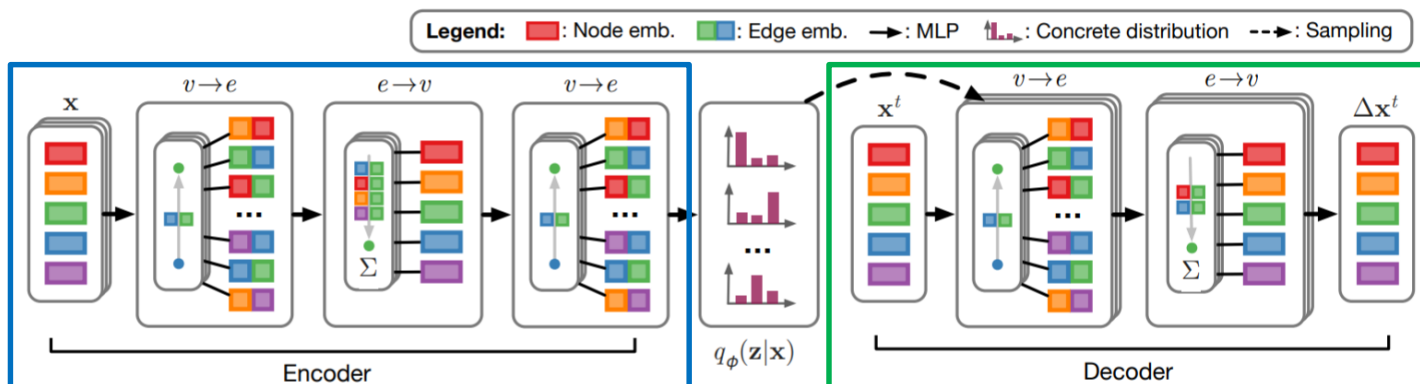 Legend: : Node emb. : Edge emb. : MLP : Concrete distribution : Sampling
v→e e→v v→e v→e e→v
x x^t Δx^t
... ... ... ...
Σ Σ
q_ϕ(z|x)
Encoder Decoder